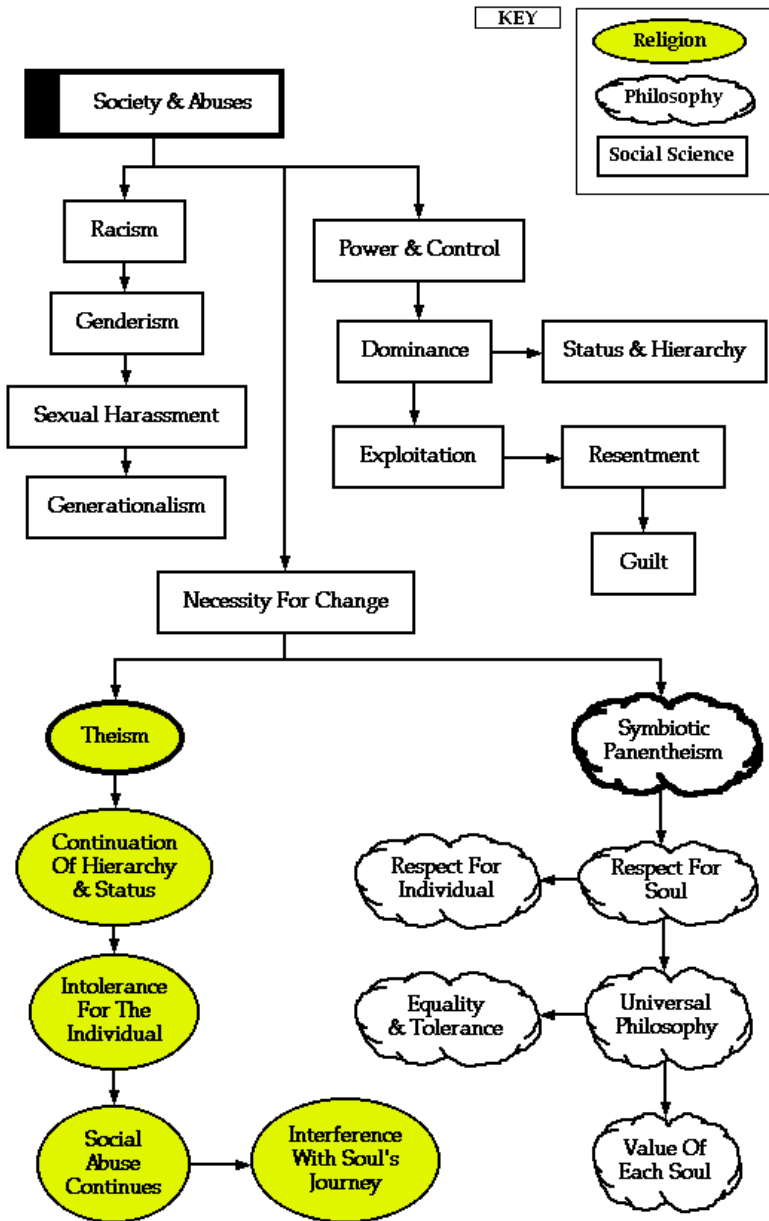 KEY
Religion
Philosophy
Social Science
Society & Abuses
Racism
Power & Control
Genderism
Dominance
Status & Hierarchy
Sexual Harassment
Exploitation
Resentment
Generationalism
Guilt
Necessity For Change
Theism
Symbiotic
Panentheism
Continuation
Of Hierarchy
& Status
Respect For
Individual
Respect For
Soul
Intolerance
For The
Individual
Equality
& Tolerance
Universal
Philosophy
Social
Abuse
Continues
Interference
With Soul's
Journey
Value Of
Each Soul